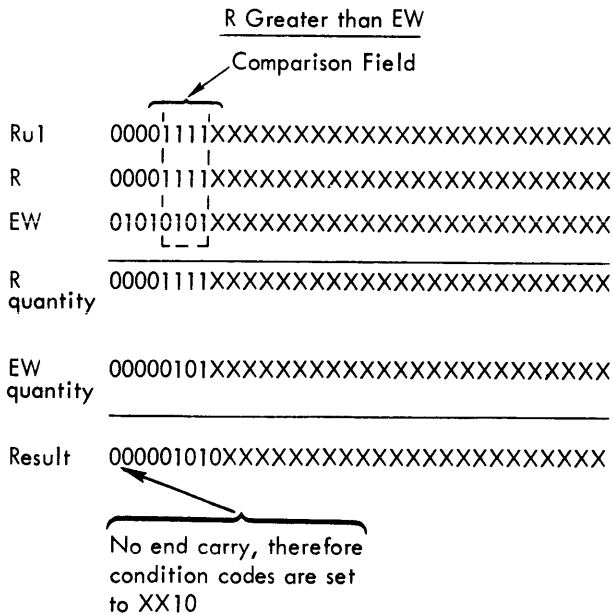 R Greater than EW
Comparison Field
Ru1 00001111XXXXXXXXXXXXXXXXXXXXXXXX
R 00001111XXXXXXXXXXXXXXXXXXXXXXXX
EW 01010101XXXXXXXXXXXXXXXXXXXXXXXX
R 00001111XXXXXXXXXXXXXXXXXXXXXXXX
quantity
EW 00000101XXXXXXXXXXXXXXXXXXXXXXXX
quantity
Result 000001010XXXXXXXXXXXXXXXXXXXXXXX
No end carry, therefore
condition codes are set
to XX10